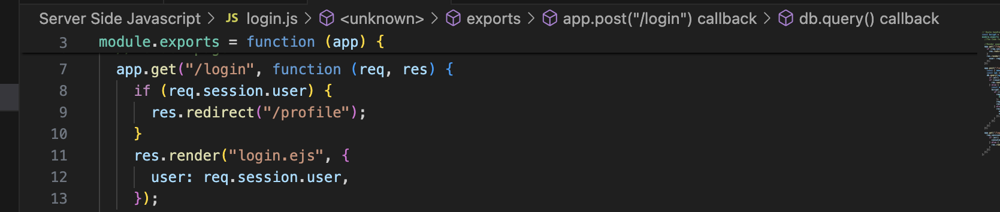 Server Side Javascript > JS login.js > <unknown> > exports > app.post("/login") callback > db.query() callback
3 module.exports = function (app) {
7 app.get("/login", function (req, res) {
8 if (req.session.user) {
9 res.redirect("/profile");
10 }
11 res.render("login.ejs", {
12 user: req.session.user,
13 });